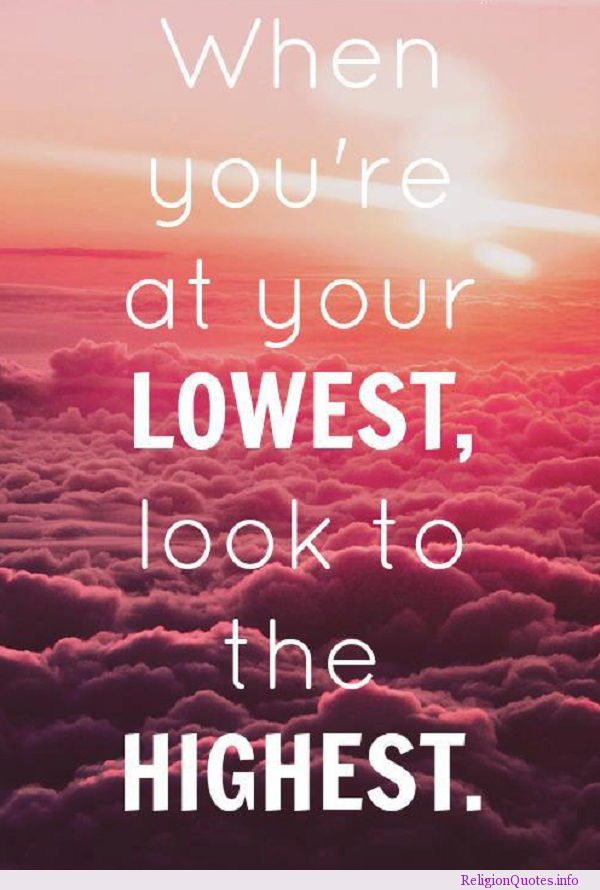 When
you're
at your
LOWEST,
look to
the
HIGHEST.
ReligionQuotes.info